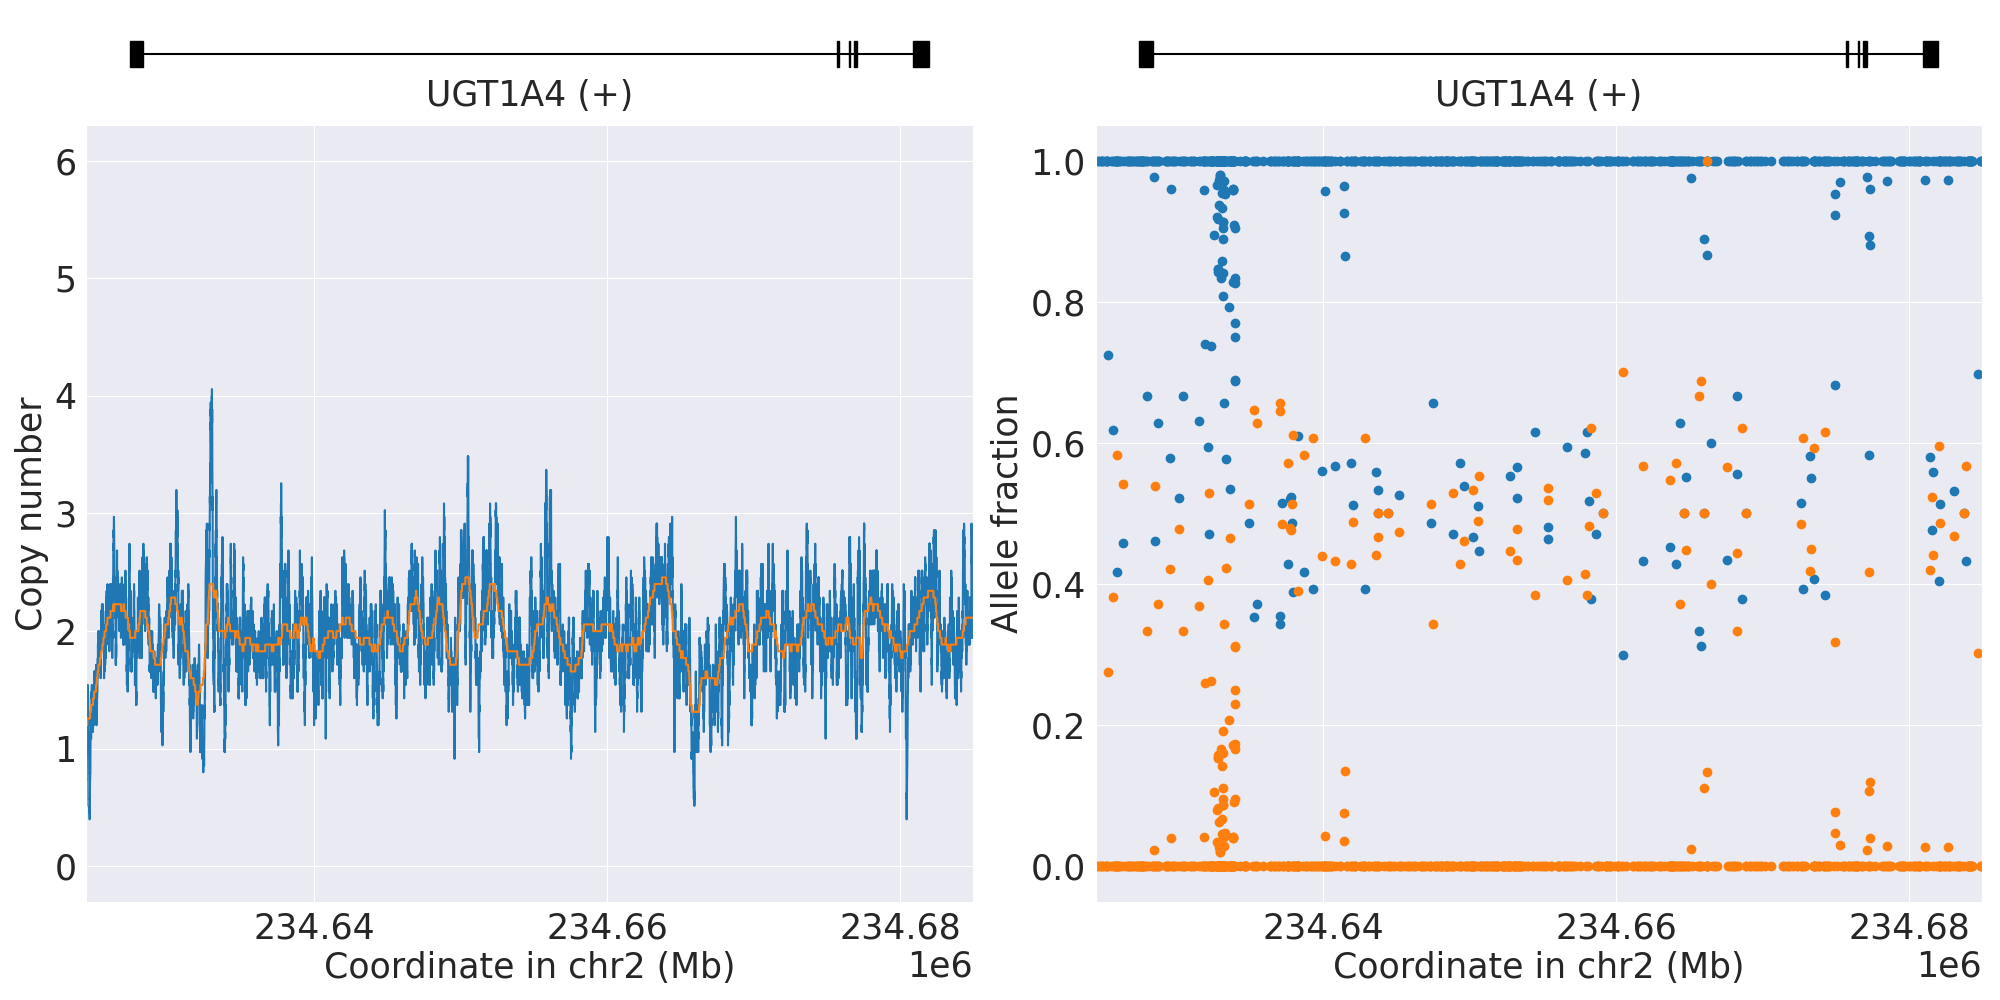 UGT1A4 (+)
Copy number
6
5
4
3
2
1
0
234.64
234.66
234.68
Coordinate in chr2 (Mb)
1e6
UGT1A4 (+)
Allele fraction
1.0
0.8
0.6
0.4
0.2
0.0
234.64
234.66
234.68
Coordinate in chr2 (Mb)
1e6